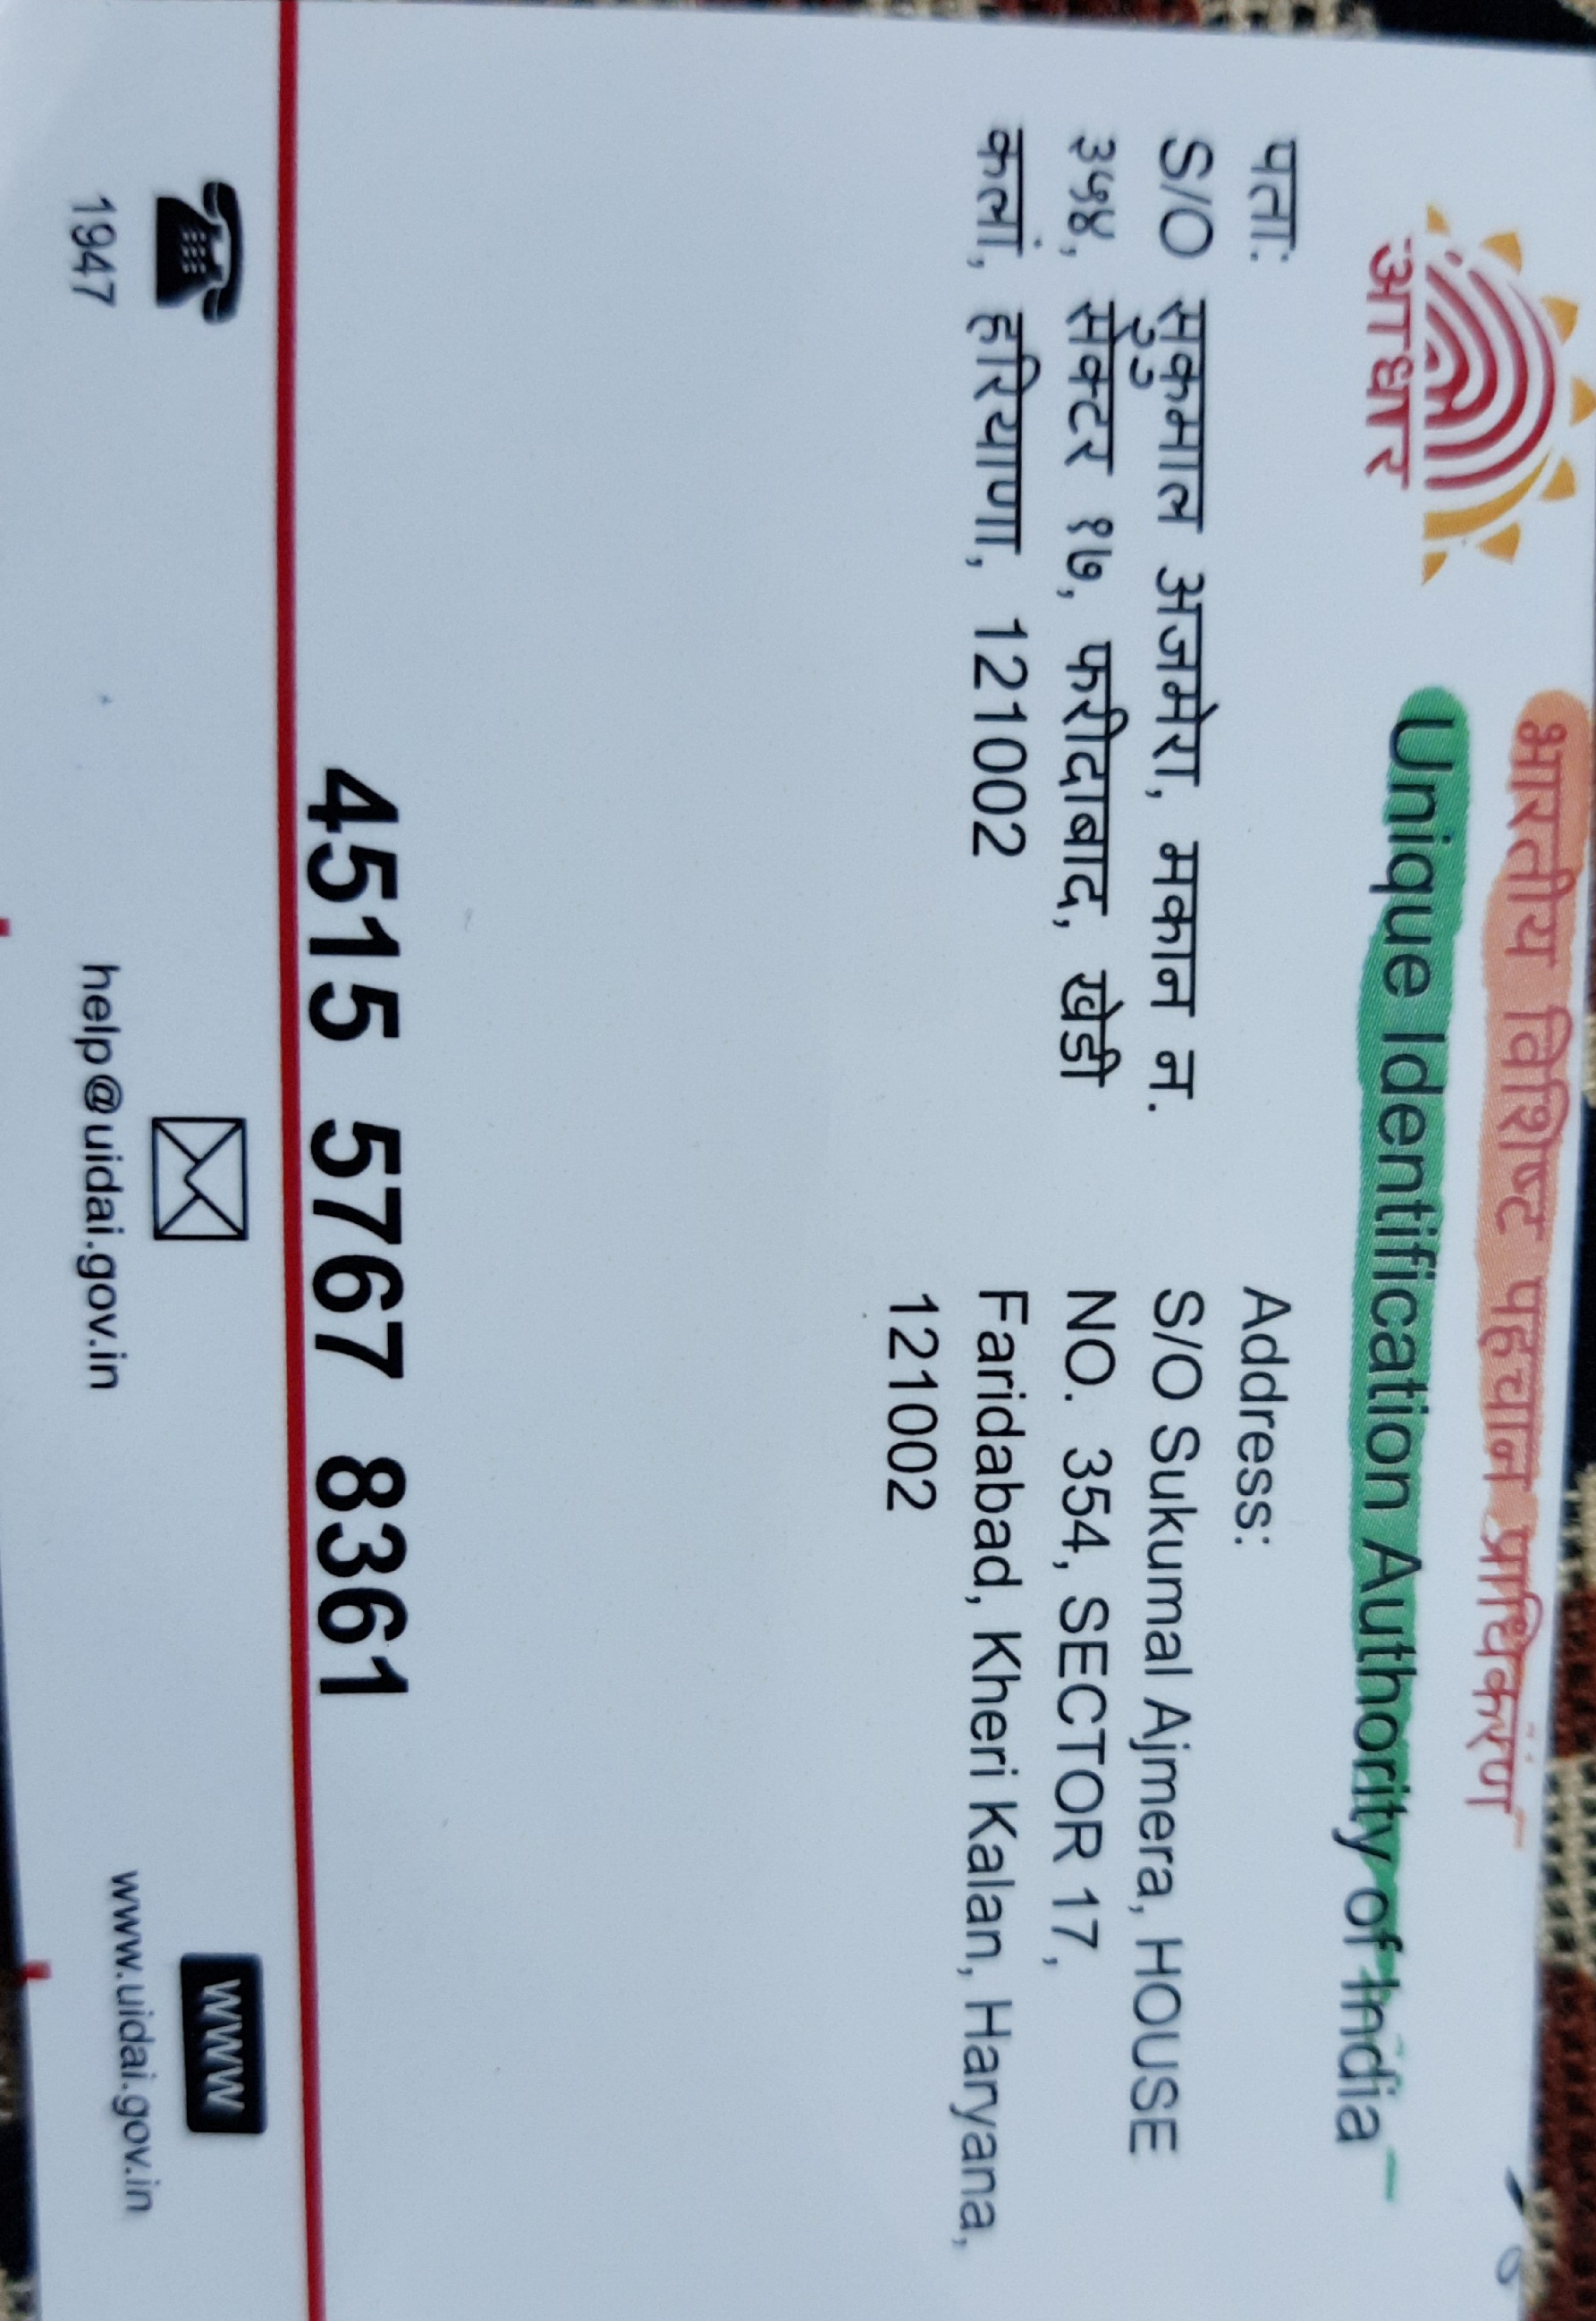 भारतीय विशिष्ट पहचान प्राधिकरण
Unique Identification Authority of India
आधार
पता:
S/O सुकुमाल अजमेरा, मकान न.
३५४, सेक्टर १७, फरीदाबाद, खेडी
कलां, हरियाणा, 121002
Address:
S/O Sukumal Ajmera, HOUSE
NO. 354, SECTOR 17,
Faridabad, Kheri Kalan, Haryana,
121002
4515 5767 8361
1947
help@uidai.gov.in
WWW
www.uidai.gov.in